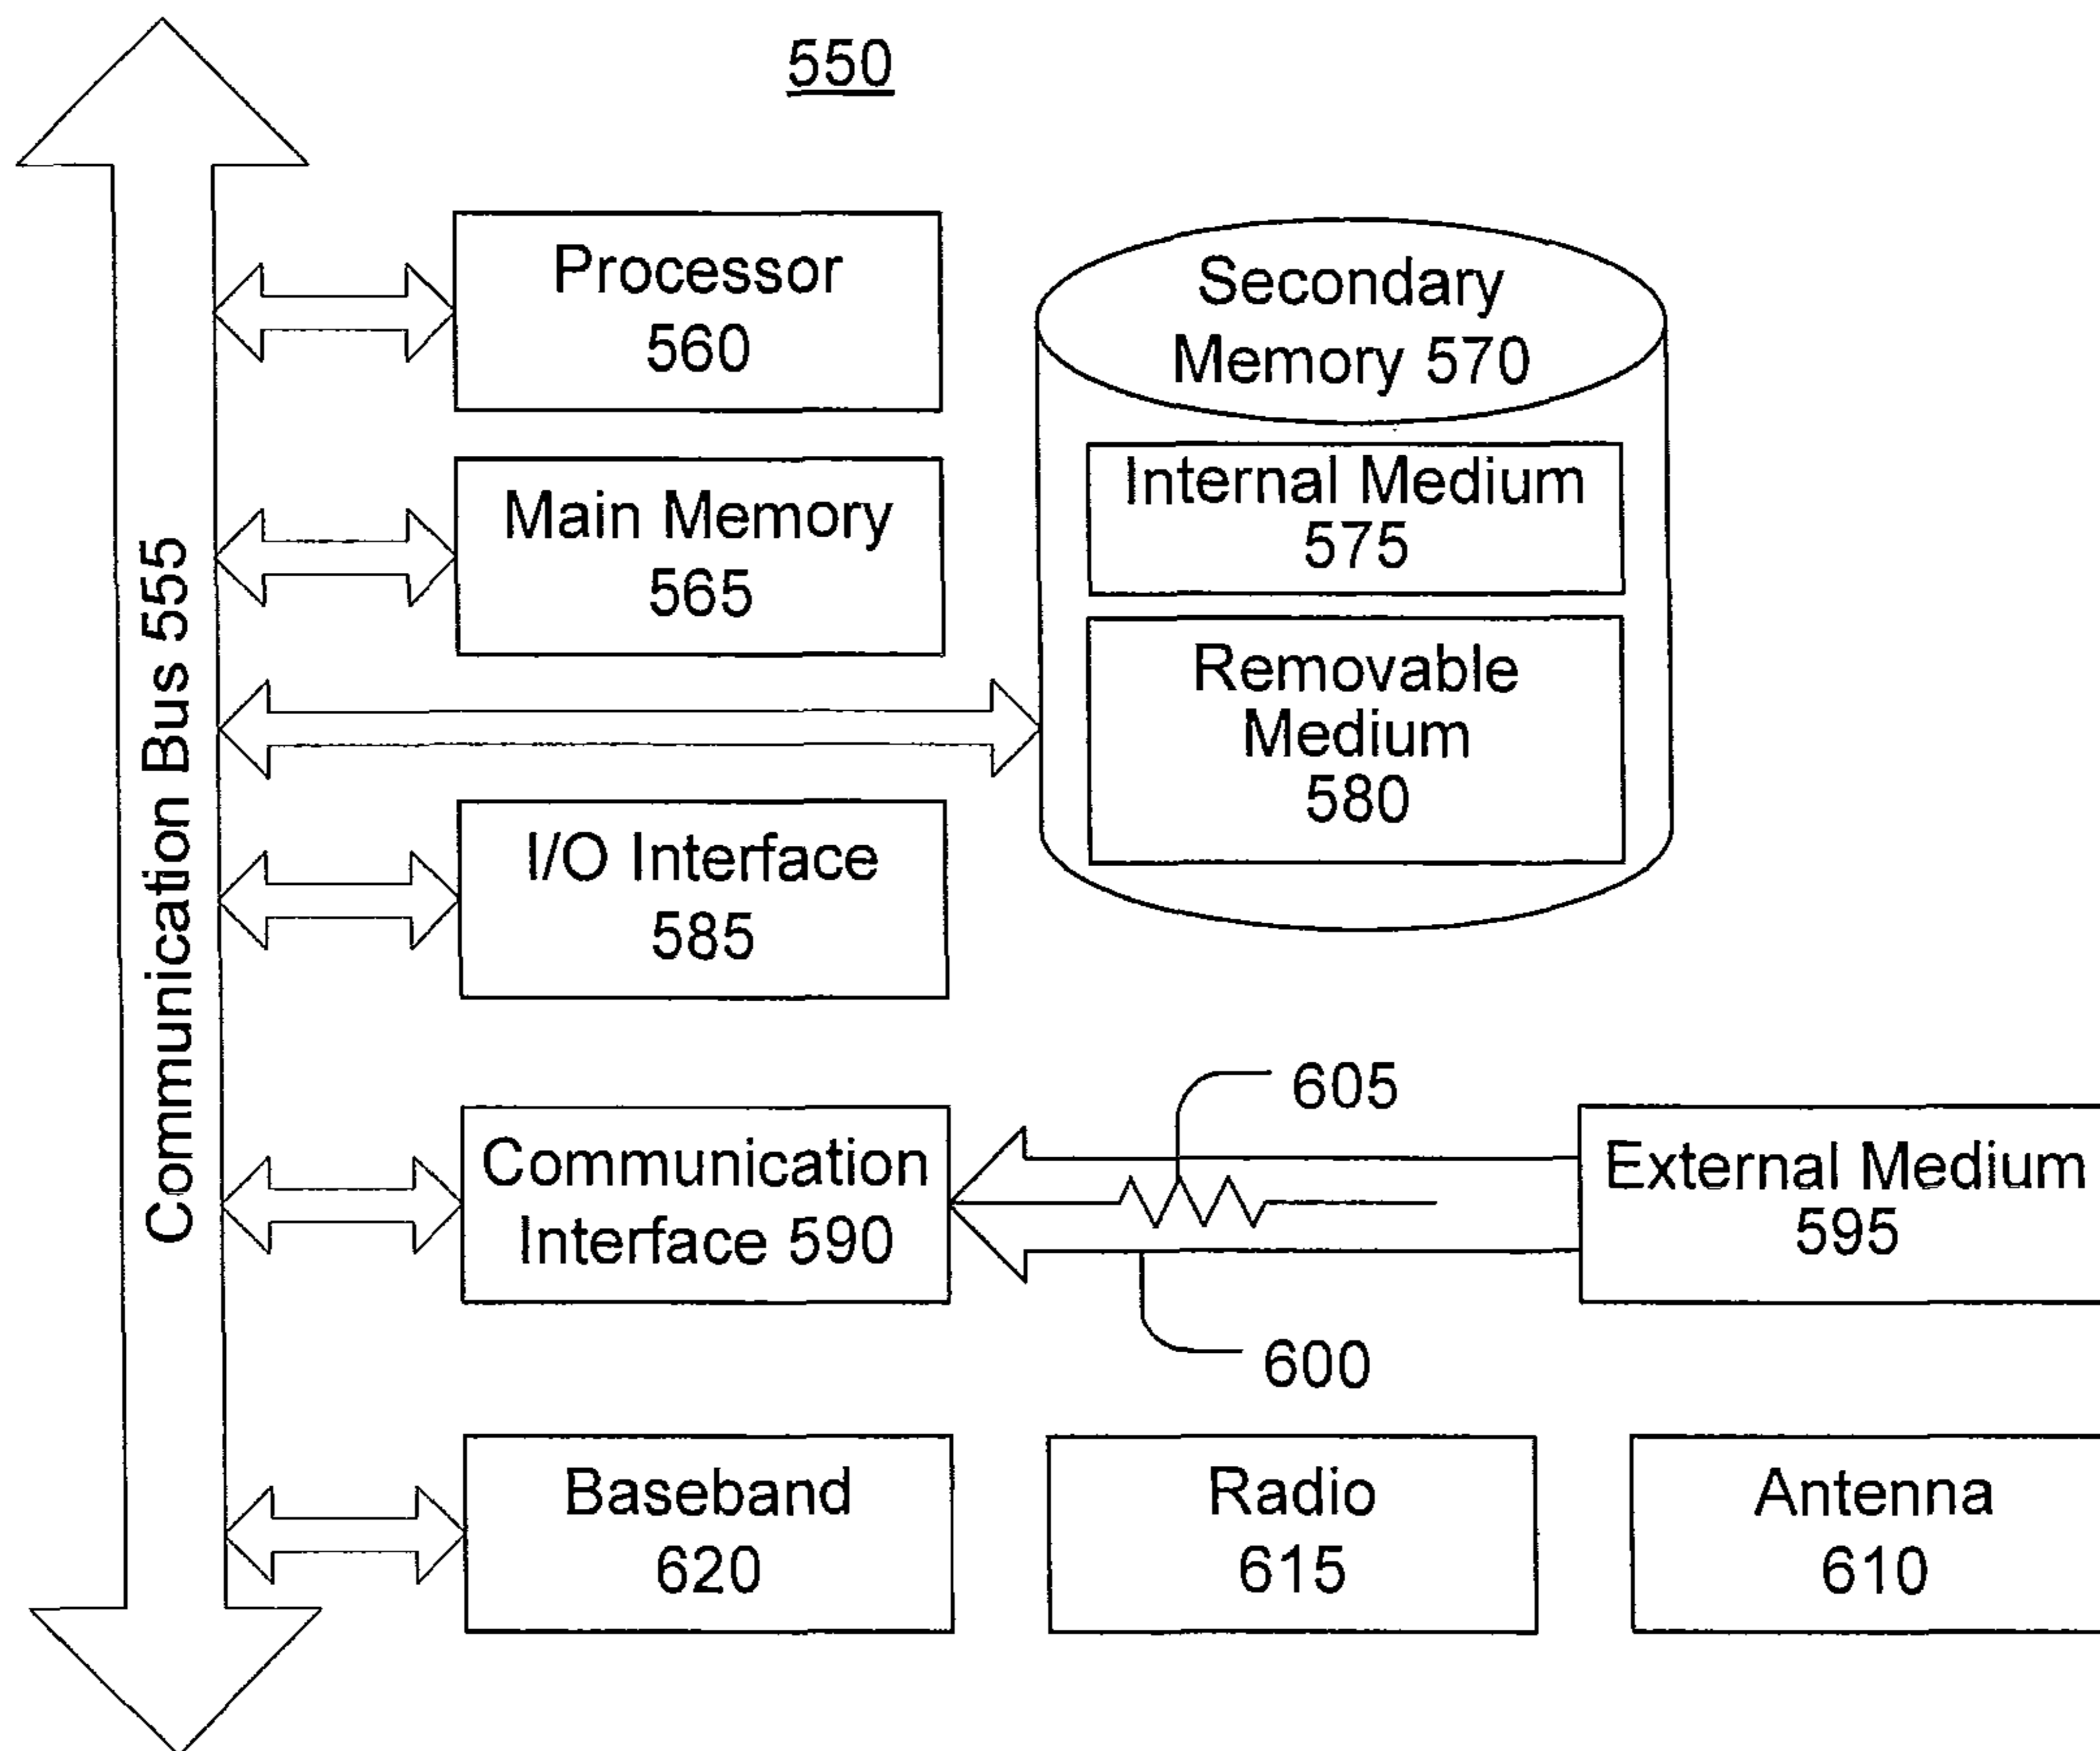 550
Communication Bus 555
Processor
560
Secondary
Memory 570
Main Memory
565
Internal Medium
575
Removable
Medium
580
I/O Interface
585
Communication
Interface 590
605
600
External Medium
595
Baseband
620
Radio
615
Antenna
610